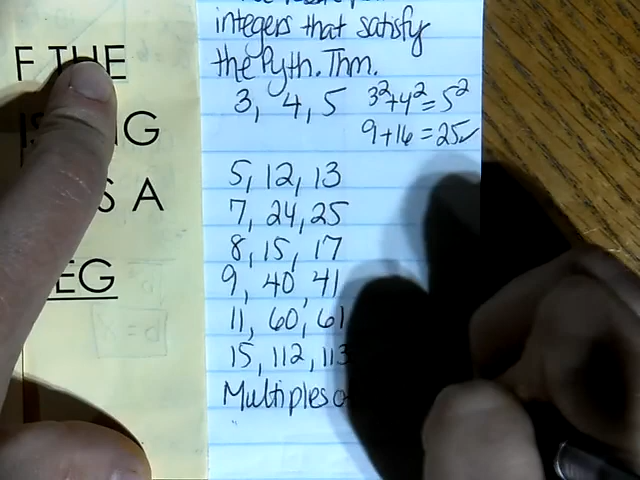 integers that satisfy
the Pyth. Thm.
3, 4, 5 3²+4²=5²
9+16=25✓
5, 12, 13
7, 24, 25
8, 15, 17
9, 40, 41
11, 60, 61
15, 112, 113
Multiples
F THE
G
S A
EG